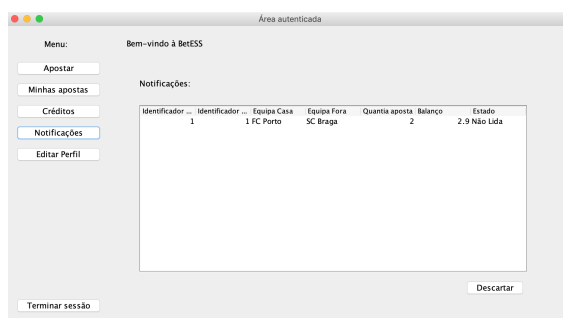 Área autenticada
Menu:
Bem-vindo à BetESS
Apostar
Minhas apostas
Créditos
Notificações
Editar Perfil
Terminar sessão
Notificações:
Identificador ... Identificador ... Equipa Casa Equipa Fora Quantia aposta Balanço Estado
1 1 FC Porto SC Braga 2 2.9 Não Lida
Descartar